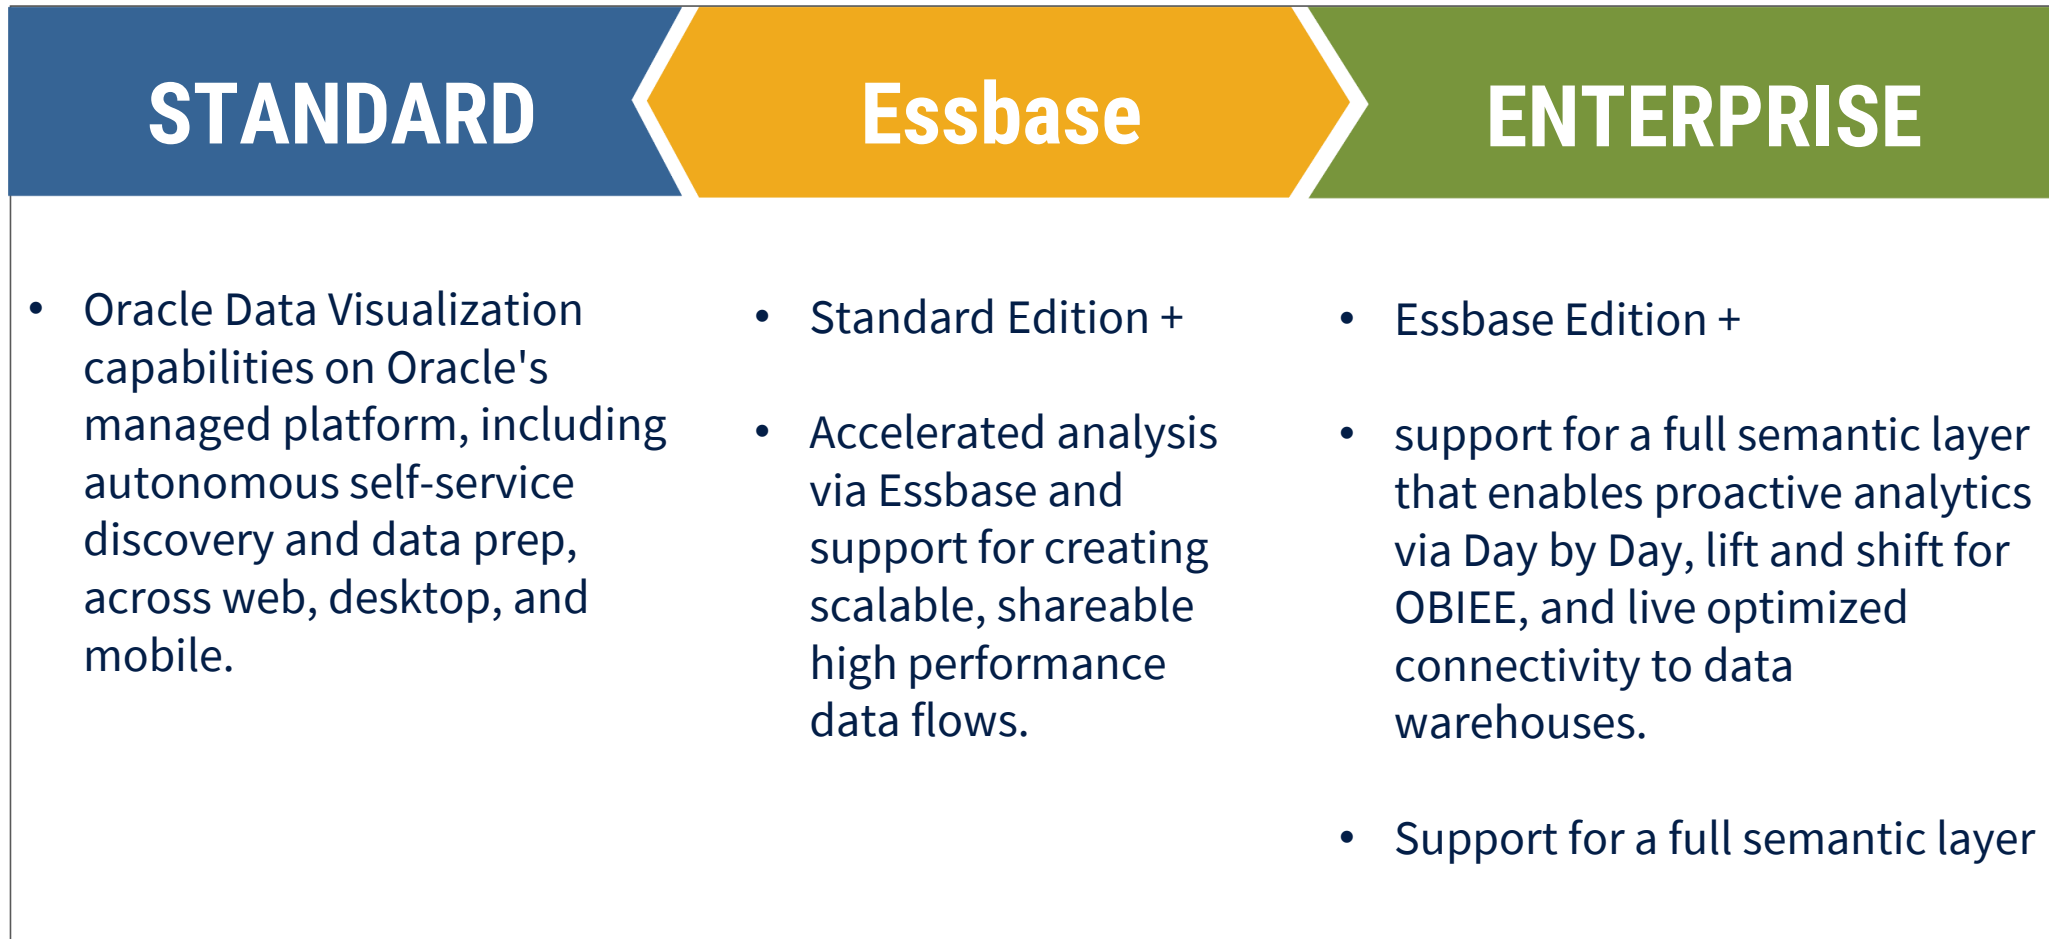 STANDARD
Essbase
ENTERPRISE
• Oracle Data Visualization
capabilities on Oracle's
managed platform, including
autonomous self-service
discovery and data prep,
across web, desktop, and
mobile.
• Standard Edition +
• Accelerated analysis
via Essbase and
support for creating
scalable, shareable
high performance
data flows.
• Essbase Edition +
• support for a full semantic layer
that enables proactive analytics
via Day by Day, lift and shift for
OBIEE, and live optimized
connectivity to data
warehouses.
• Support for a full semantic layer